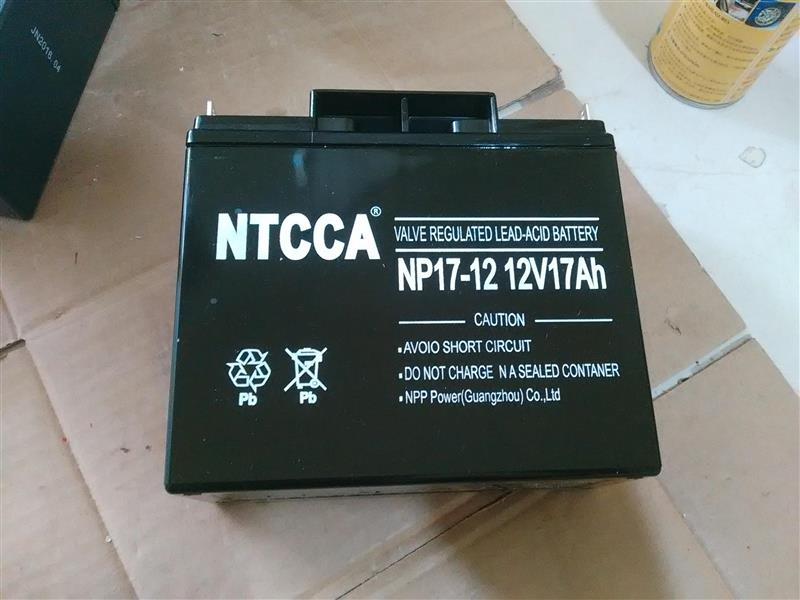 JN2018.04
NTCCA®
VALVE REGULATED LEAD-ACID BATTERY
NP17-12 12V17Ah
CAUTION
▪AVOIO SHORT CIRCUIT
▪DO NOT CHARGE N A SEALED CONTANER
▪NPP Power(Guangzhou) Co.,Ltd
Pb
Pb